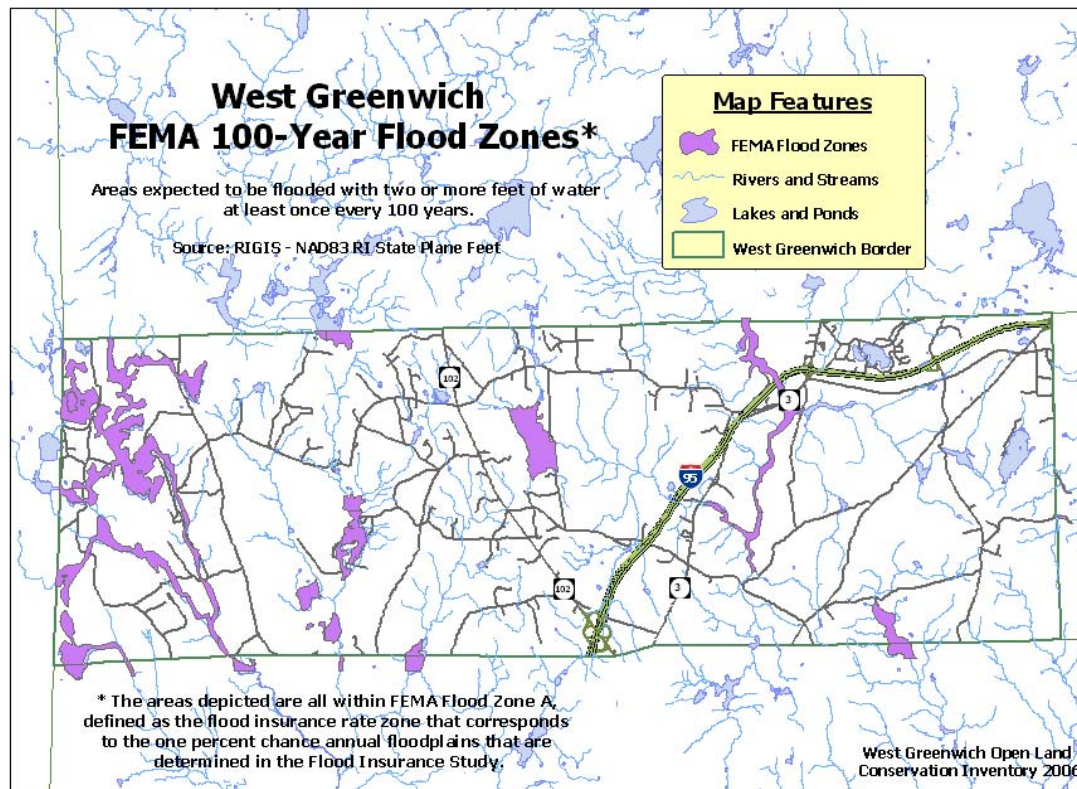 West Greenwich
FEMA 100-Year Flood Zones*
Areas expected to be flooded with two or more feet of water
at least once every 100 years.
Source: RIGIS - NAD83 RI State Plane Feet
Map Features
FEMA Flood Zones
Rivers and Streams
Lakes and Ponds
West Greenwich Border
102
3
95
102
3
* The areas depicted are all within FEMA Flood Zone A,
defined as the flood insurance rate zone that corresponds
to the one percent chance annual floodplains that are
determined in the Flood Insurance Study.
West Greenwich Open Land
Conservation Inventory 2006